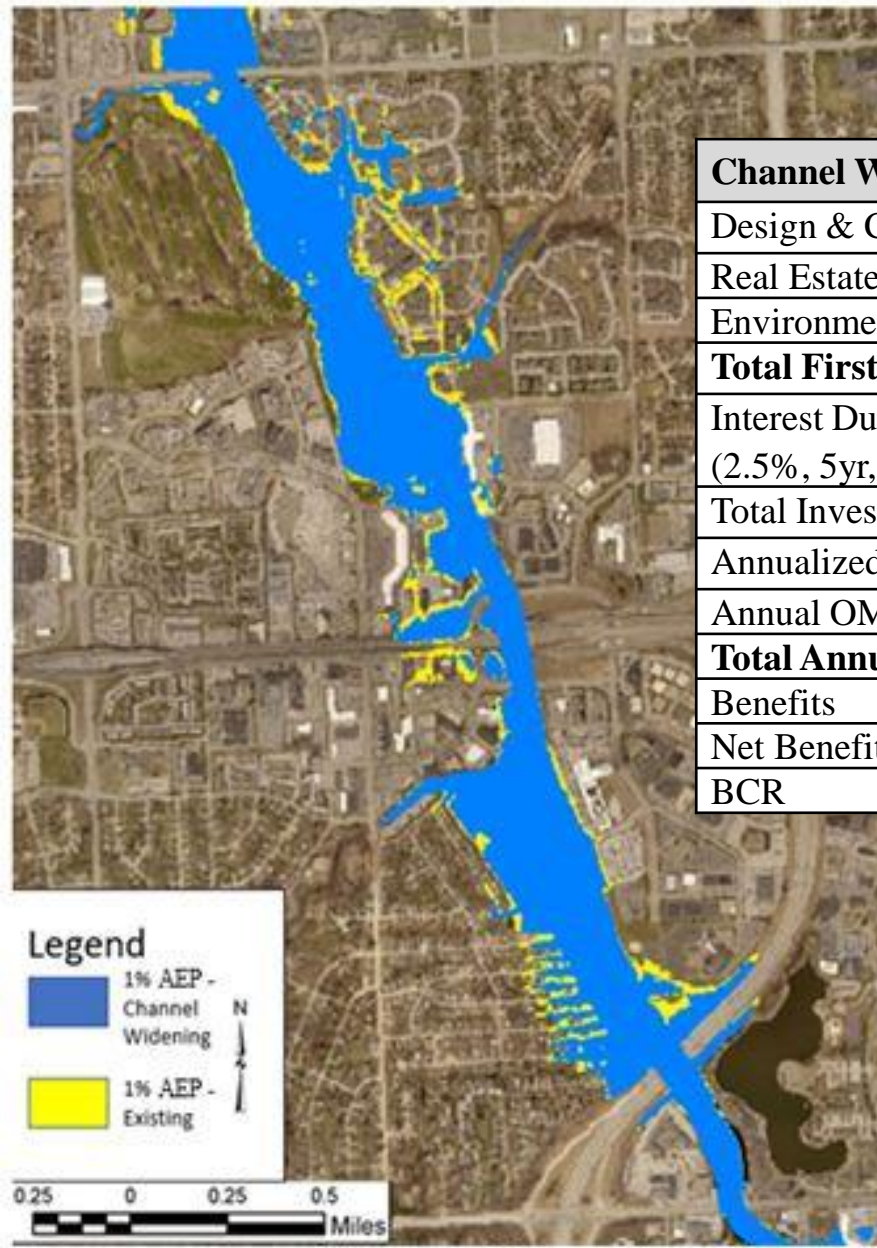 Channel W
Design & C
Real Estate
Environme
Total First
Interest Du
(2.5%, 5yr,
Total Inves
Annualized
Annual OM
Total Annu
Benefits
Net Benefit
BCR
Legend
1% AEP -
Channel
Widening
N
1% AEP -
Existing
0.25 0 0.25 0.5
Miles